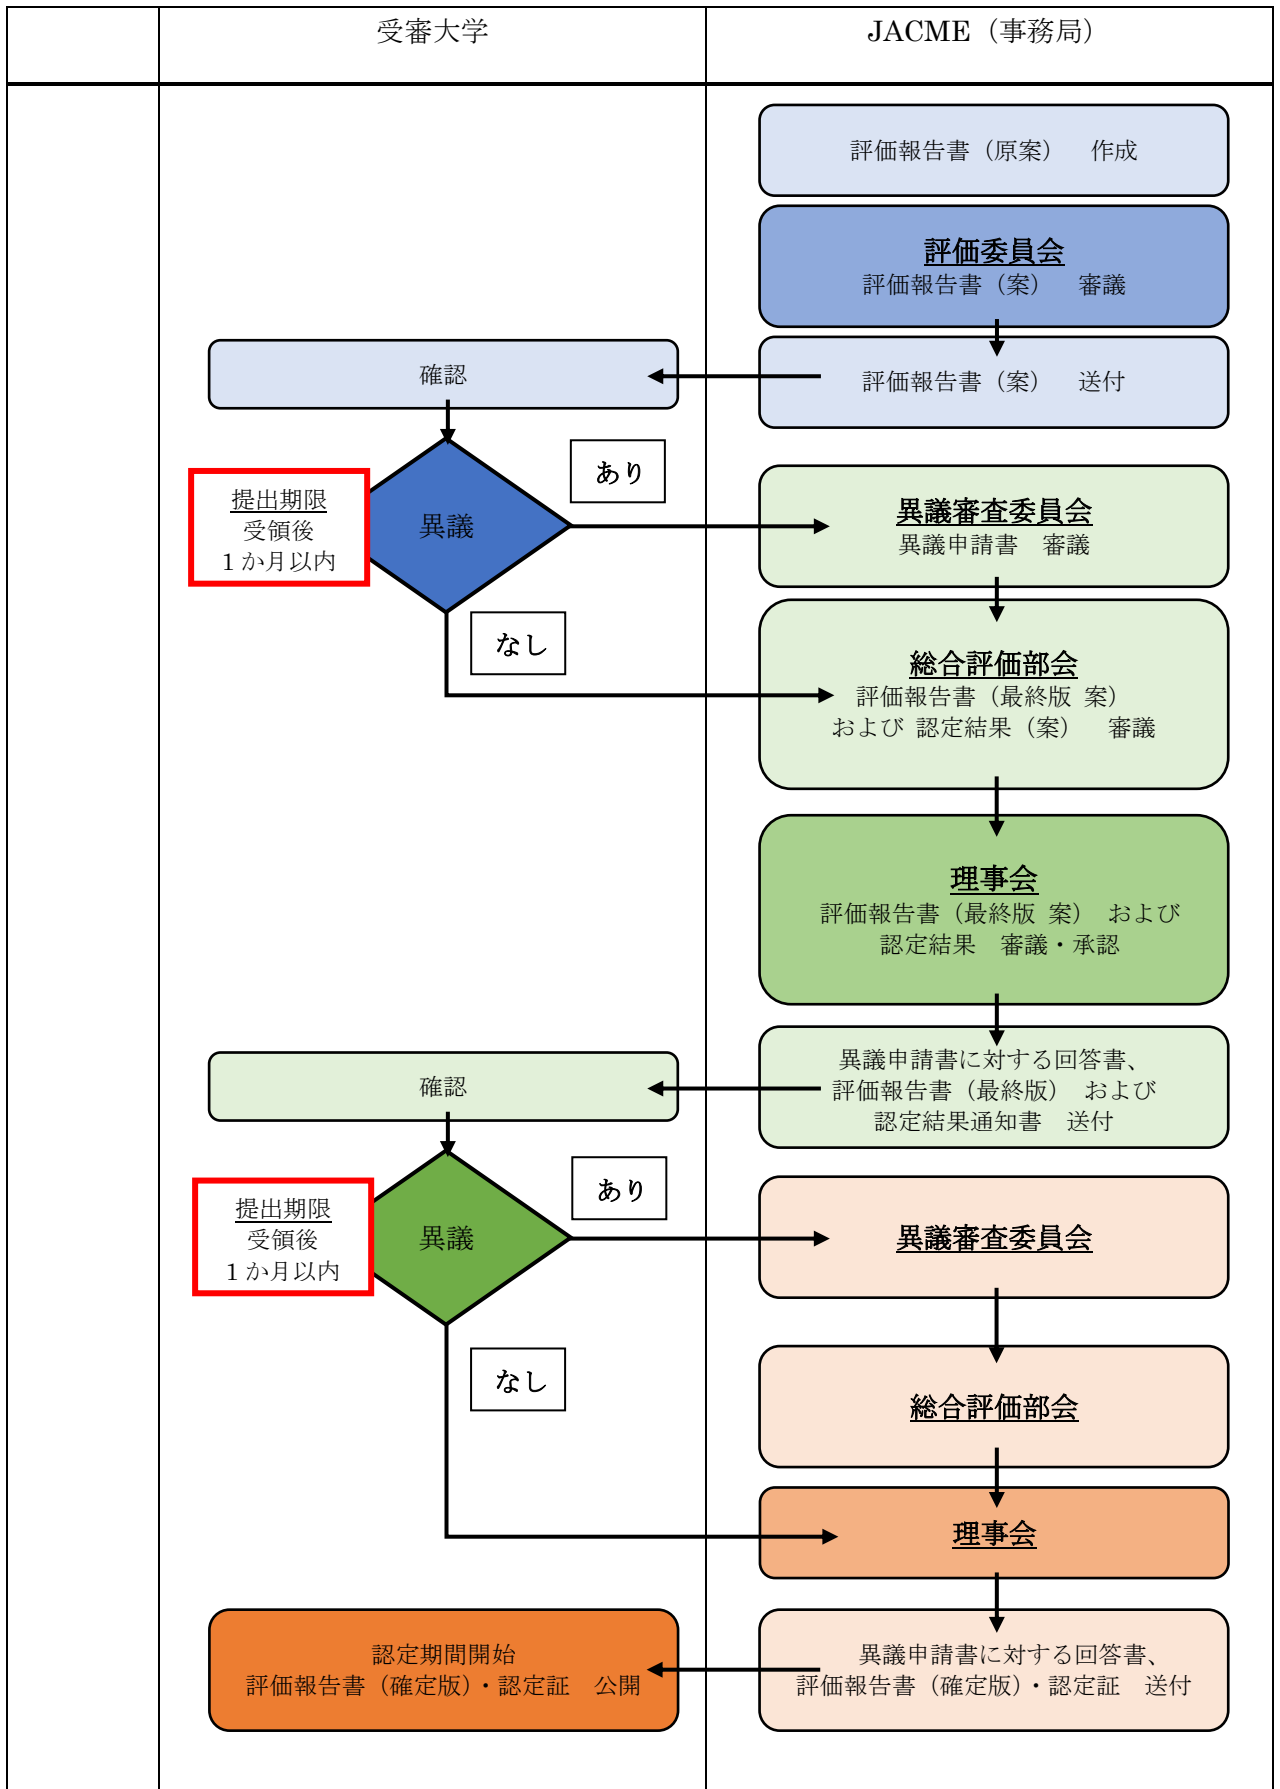 受審大学
JACME（事務局）
評価報告書（原案）　作成
評価委員会
評価報告書（案）　審議
確認
評価報告書（案）　送付
あり
提出期限
受領後
１か月以内
異議
異議審査委員会
異議申請書　審議
なし
総合評価部会
評価報告書（最終版 案）
および 認定結果（案）　審議
理事会
評価報告書（最終版 案） および
認定結果　審議・承認
確認
異議申請書に対する回答書、
評価報告書（最終版） および
認定結果通知書　送付
あり
提出期限
受領後
１か月以内
異議
異議審査委員会
なし
総合評価部会
理事会
認定期間開始
評価報告書（確定版）・認定証　公開
異議申請書に対する回答書、
評価報告書（確定版）・認定証　送付